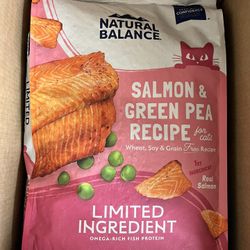 NATURAL
BALANCE
SALMON &
GREEN PEA
RECIPE for cats
Wheat, Soy & Grain Free Recipe
1st
Real
Salmon
LIMITED
INGREDIENT
OMEGA-RICH FISH PROTEIN